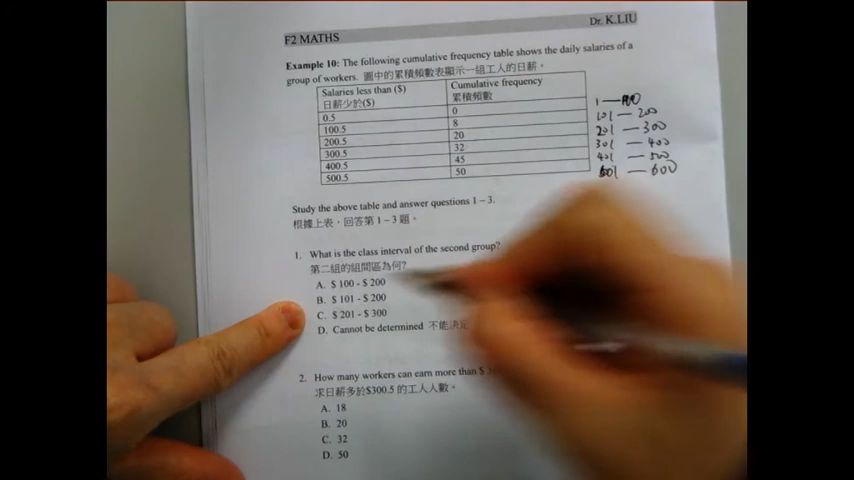 F2 MATHS Dr. K.LIU
Example 10: The following cumulative frequency table shows the daily salaries of a
group of workers. 圖中的累積頻數表顯示一組工人的日薪。
Salaries less than ($) Cumulative frequency
日薪少於($) 累積頻數
0.5 0
100.5 8
200.5 20
300.5 32
400.5 45
500.5 50
1 — 100
101 — 200
201 — 300
301 — 400
401 — 500
501 — 600
Study the above table and answer questions 1 – 3.
根據上表，回答第 1 – 3 題。
1. What is the class interval of the second group?
第二組的組間區為何?
A. $ 100 - $ 200
B. $ 101 - $ 200
C. $ 201 - $ 300
D. Cannot be determined 不能決定
2. How many workers can earn more than $
求日薪多於$300.5 的工人人數。
A. 18
B. 20
C. 32
D. 50